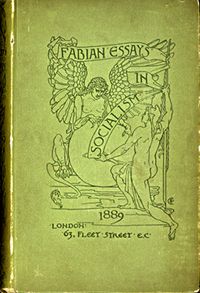 FABIAN ESSAYS
IN
SOCIALISM
1889
LONDON:
63, FLEET STREET E.C